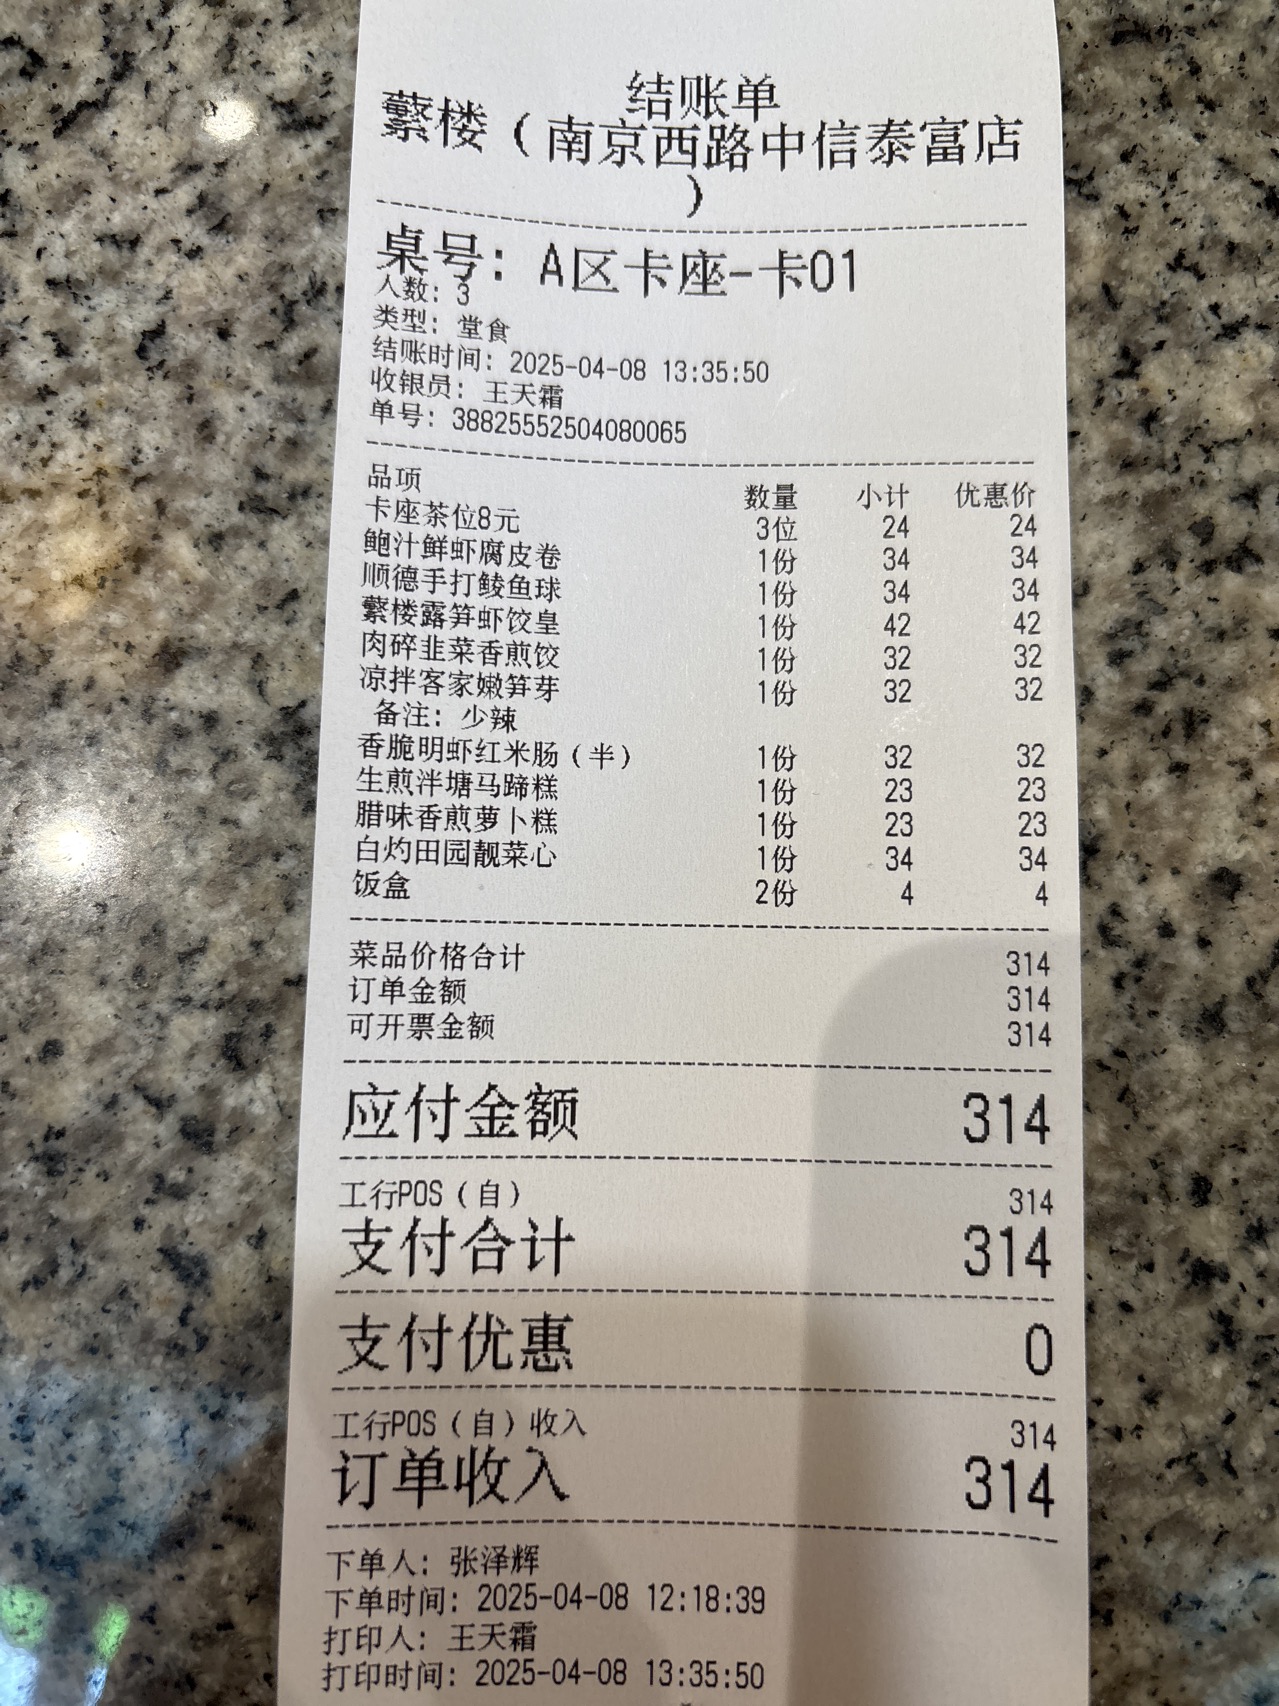 结账单
蘩楼（南京西路中信泰富店
）
桌号：A区卡座-卡01
人数：3
类型：堂食
结账时间：2025-04-08 13:35:50
收银员：王天霜
单号：38825552504080065
品项 数量 小计 优惠价
卡座茶位8元 3位 24 24
鲍汁鲜虾腐皮卷 1份 34 34
顺德手打鲮鱼球 1份 34 34
蘩楼露笋虾饺皇 1份 42 42
肉碎韭菜香煎饺 1份 32 32
凉拌客家嫩笋芽 1份 32 32
备注：少辣
香脆明虾红米肠（半） 1份 32 32
生煎泮塘马蹄糕 1份 23 23
腊味香煎萝卜糕 1份 23 23
白灼田园靓菜心 1份 34 34
饭盒 2份 4 4
菜品价格合计 314
订单金额 314
可开票金额 314
应付金额 314
工行POS（自） 314
支付合计 314
支付优惠 0
工行POS（自）收入 314
订单收入 314
下单人：张泽辉
下单时间：2025-04-08 12:18:39
打印人：王天霜
打印时间：2025-04-08 13:35:50